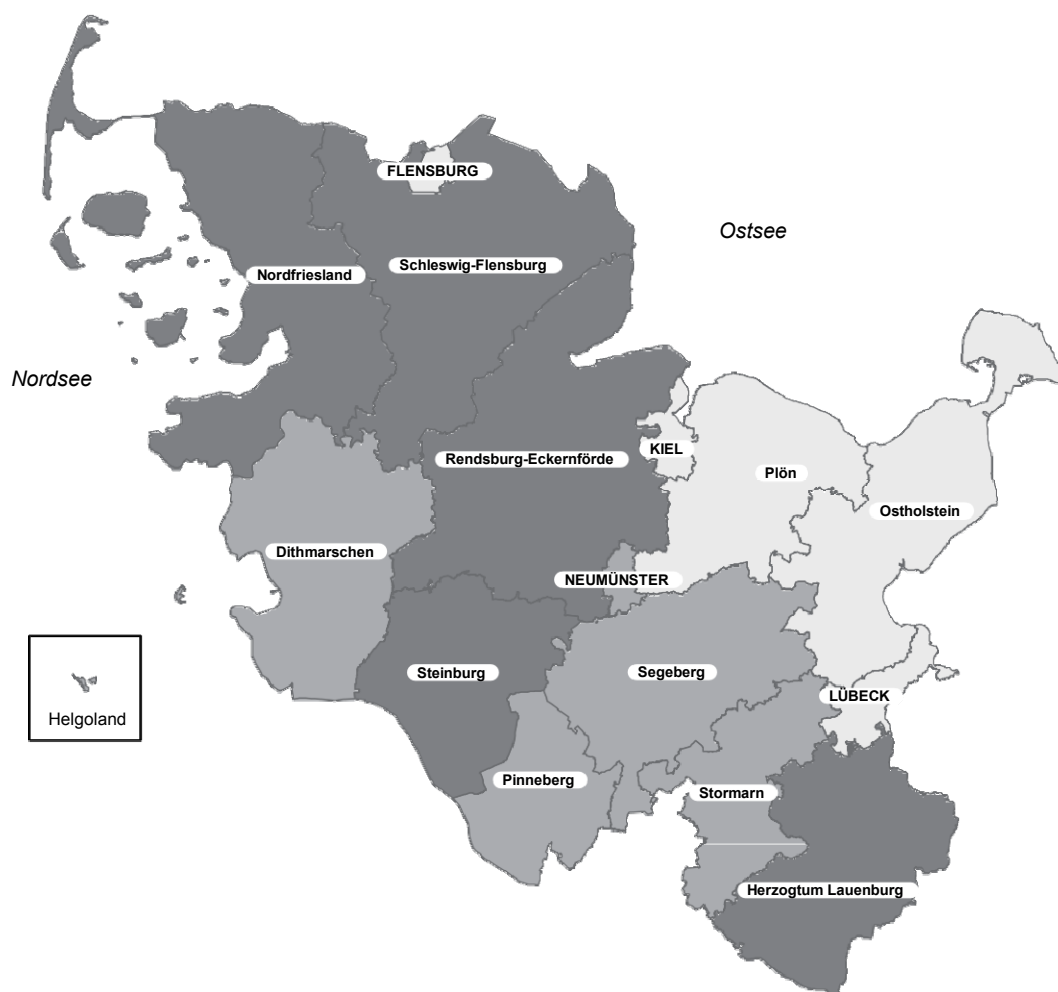 FLENSBURG
Ostsee
Schleswig-Flensburg
Nordfriesland
Nordsee
KIEL
Rendsburg-Eckernförde
Plön
Ostholstein
Dithmarschen
NEUMÜNSTER
Steinburg
Segeberg
LÜBECK
Helgoland
Pinneberg
Stormarn
Herzogtum Lauenburg